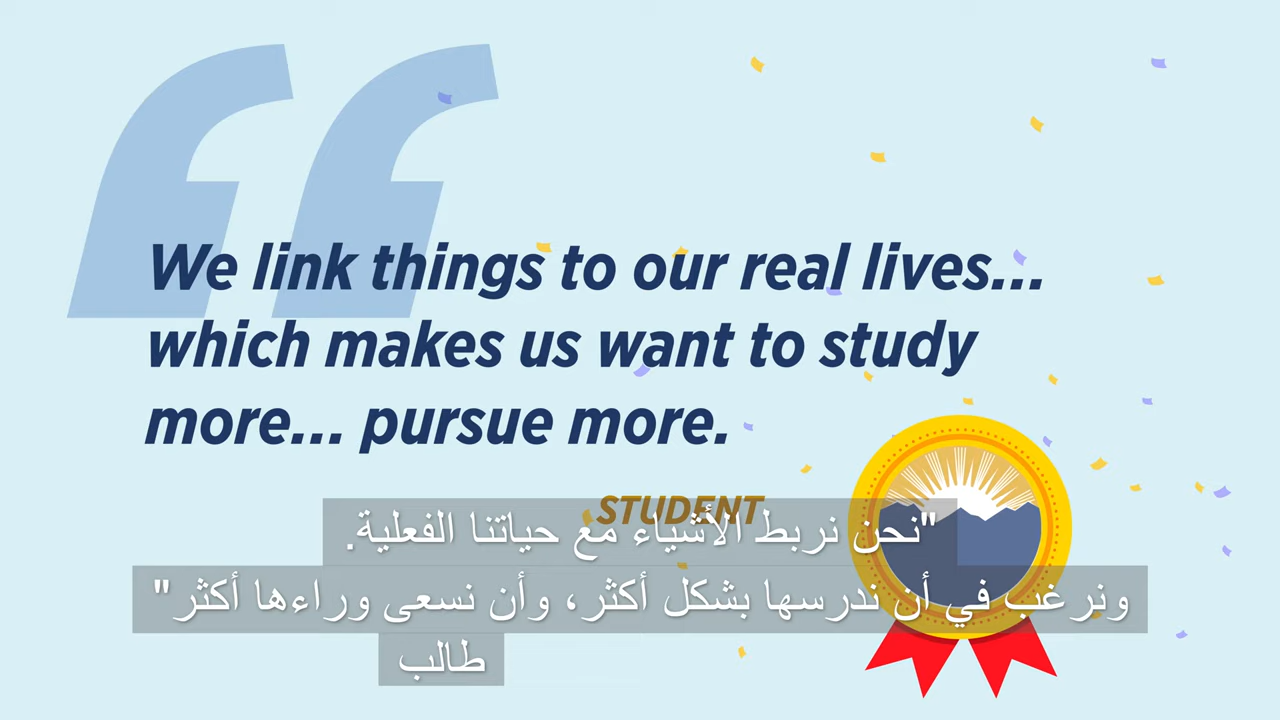 We link things to our real lives...
which makes us want to study
more... pursue more.
STUDENT
"نحن نربط الأشياء مع حياتنا الفعلية.
ونرغب في أن ندرسها بشكل أكثر، وأن نسعى وراءها أكثر"
طالب